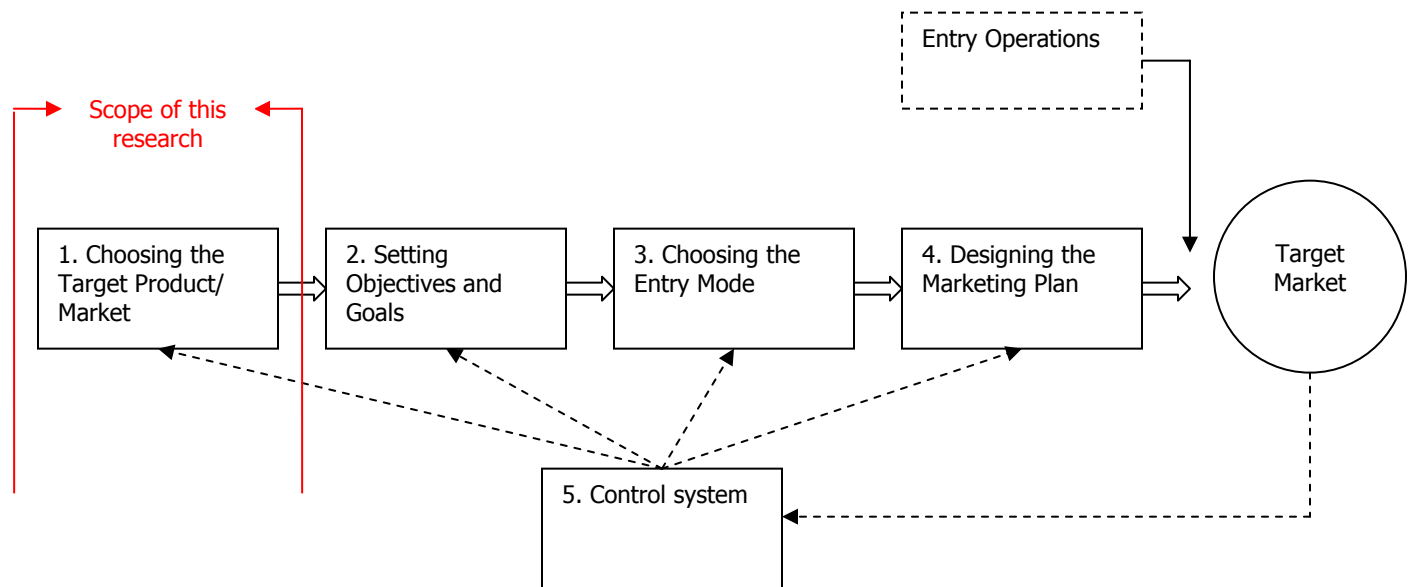 Entry Operations
Scope of this
research
1. Choosing the
Target Product/
Market
2. Setting
Objectives and
Goals
3. Choosing the
Entry Mode
4. Designing the
Marketing Plan
Target
Market
5. Control system